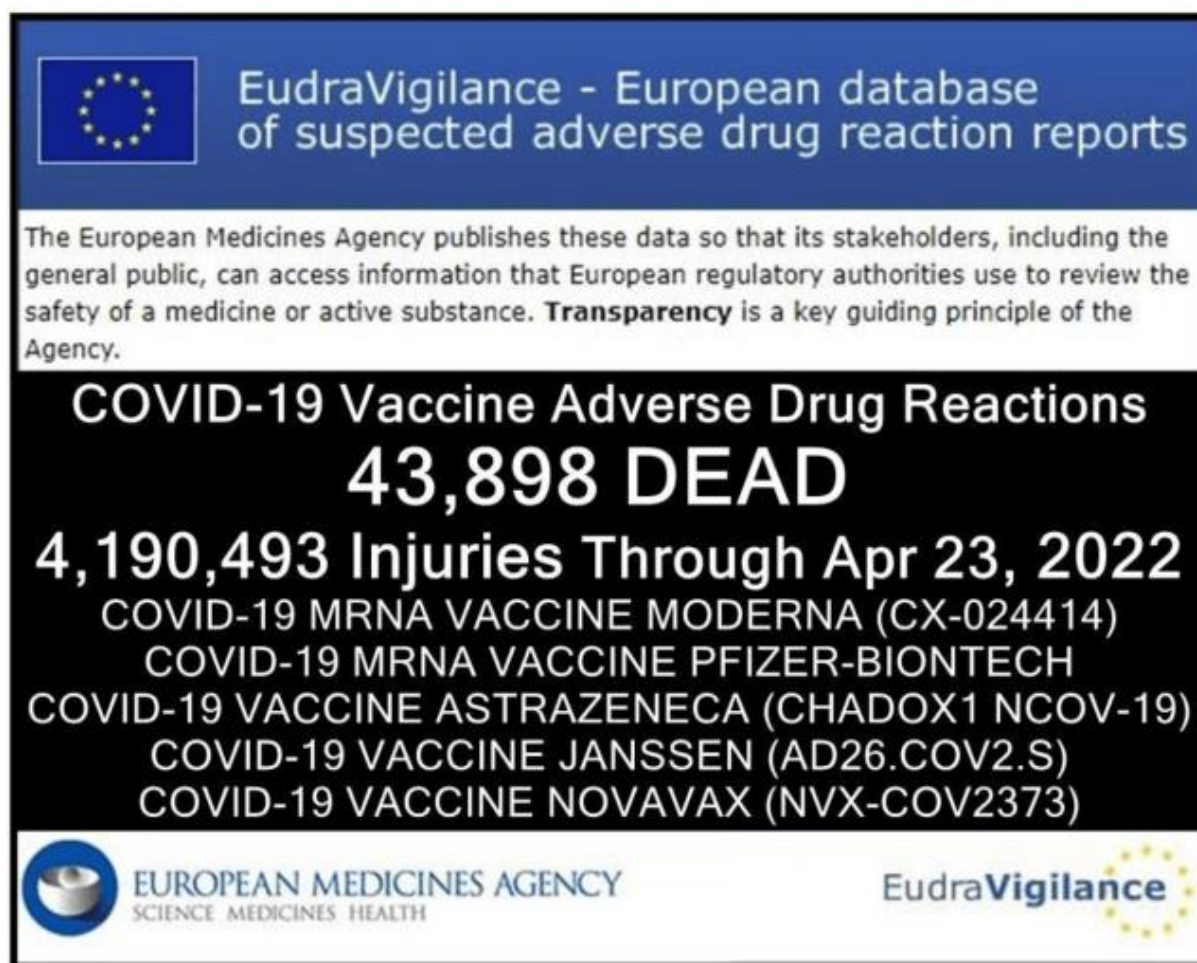 EudraVigilance - European database
of suspected adverse drug reaction reports
The European Medicines Agency publishes these data so that its stakeholders, including the
general public, can access information that European regulatory authorities use to review the
safety of a medicine or active substance. Transparency is a key guiding principle of the
Agency.
COVID-19 Vaccine Adverse Drug Reactions
43,898 DEAD
4,190,493 Injuries Through Apr 23, 2022
COVID-19 MRNA VACCINE MODERNA (CX-024414)
COVID-19 MRNA VACCINE PFIZER-BIONTECH
COVID-19 VACCINE ASTRAZENECA (CHADOX1 NCOV-19)
COVID-19 VACCINE JANSSEN (AD26.COV2.S)
COVID-19 VACCINE NOVAVAX (NVX-COV2373)
EUROPEAN MEDICINES AGENCY
SCIENCE MEDICINES HEALTH
EudraVigilance